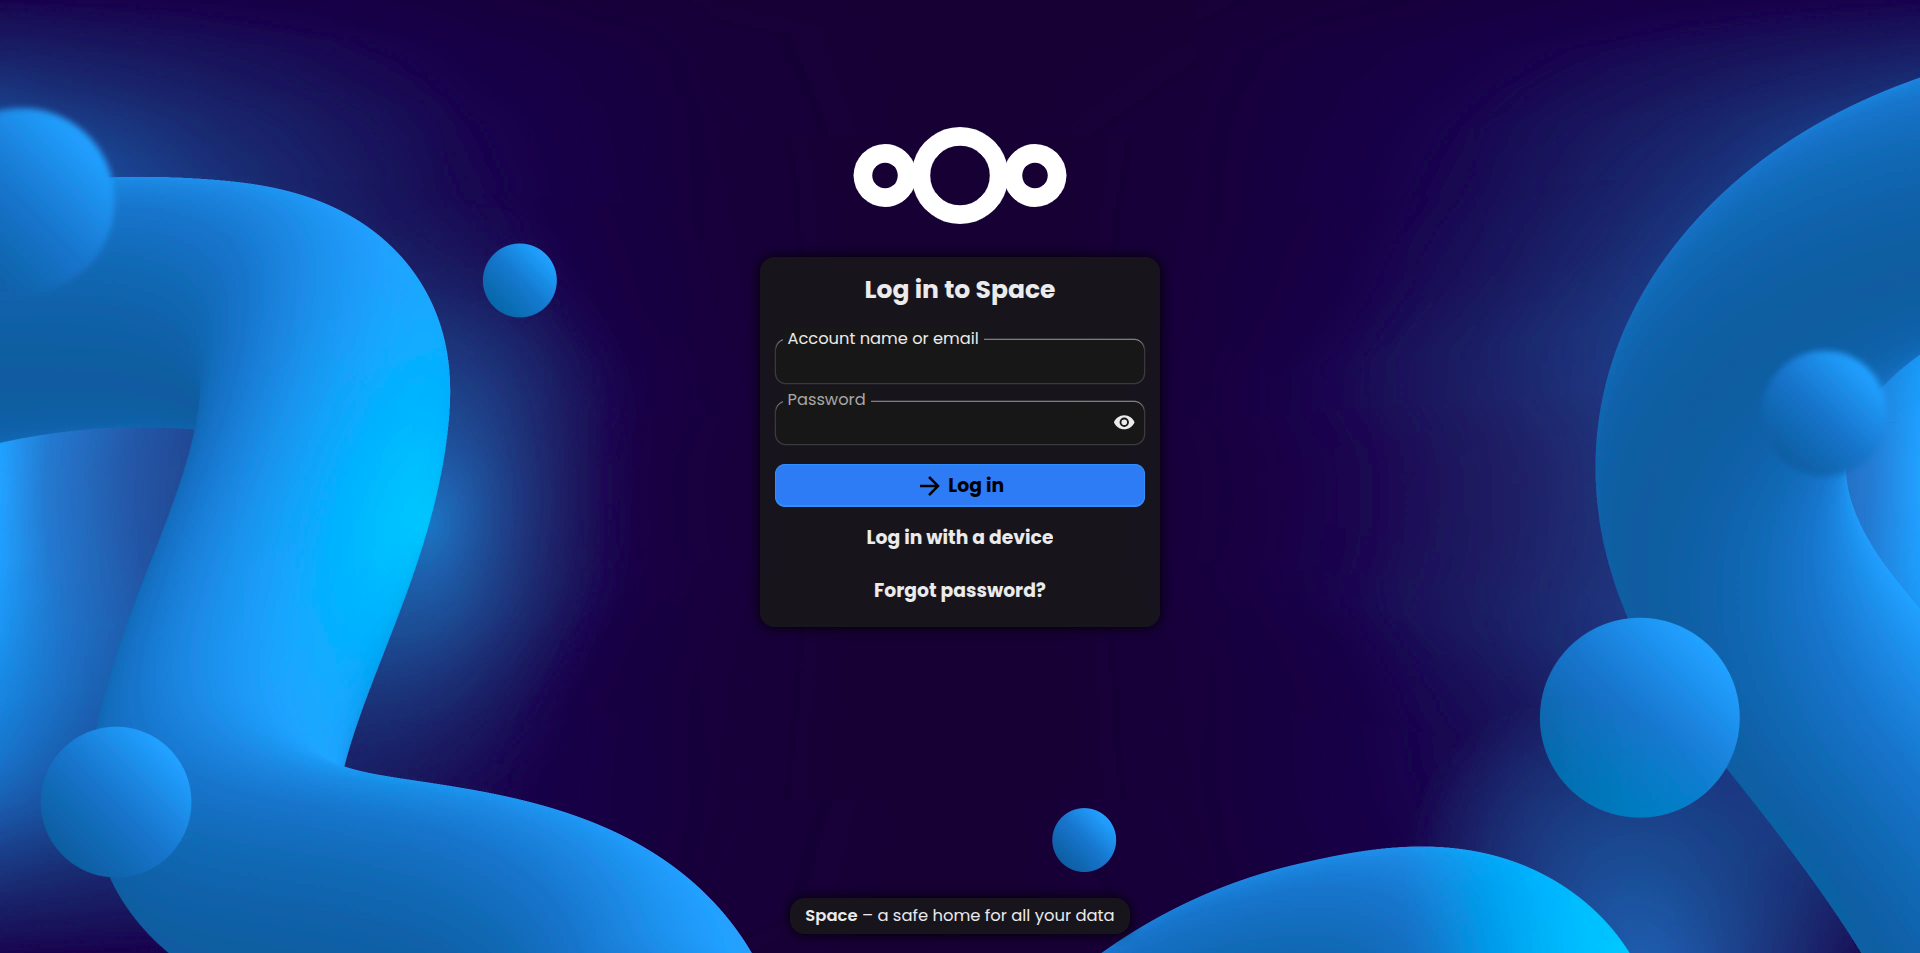 Log in to Space
Account name or email
Password
Log in
Log in with a device
Forgot password?
Space – a safe home for all your data